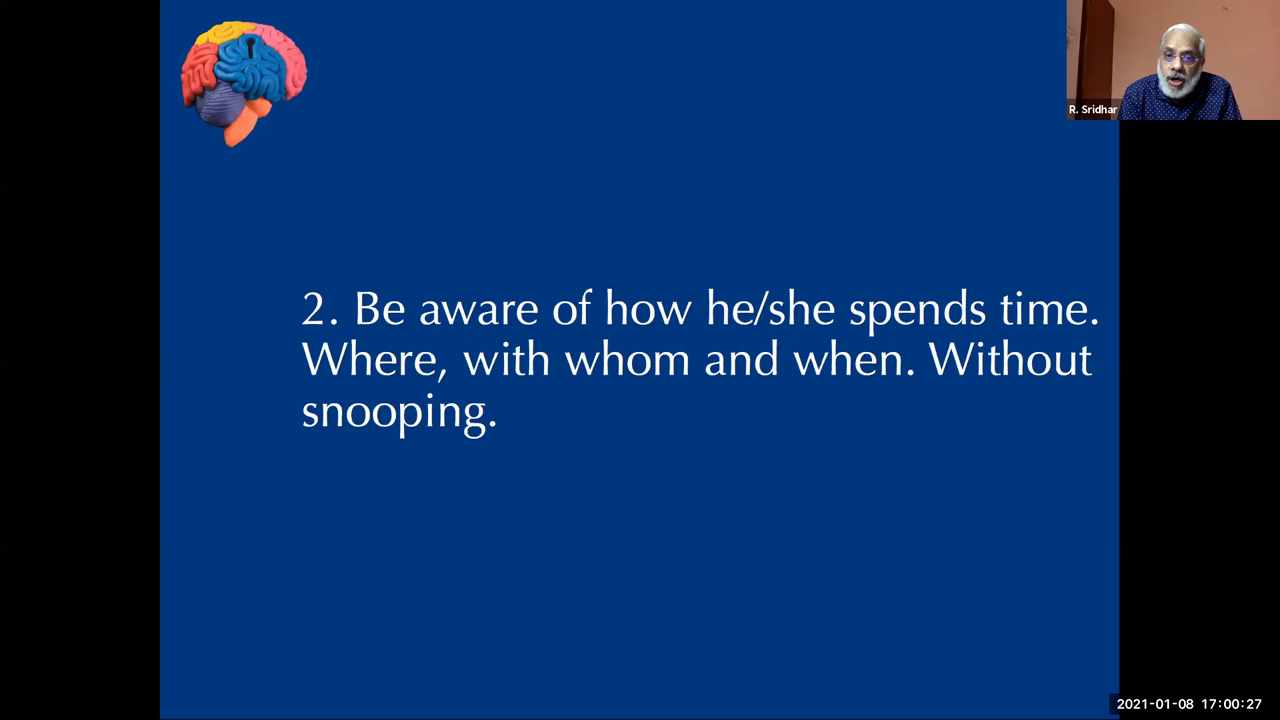 R. Sridhar
2. Be aware of how he/she spends time.
Where, with whom and when. Without
snooping.
2021-01-08 17:00:27